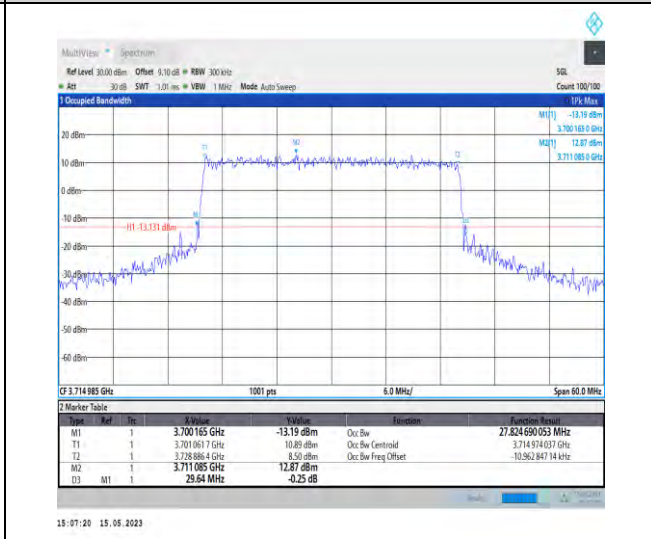 MultiView Spectrum
Ref Level 30.00 dBm Offset 9.10 dB RBW 300 kHz SGL
Att 30 dB SWT 1.01 ms VBW 1 MHz Mode Auto Sweep Count 100/100
1 Occupied Bandwidth 1Pk Max
M1[1] -13.19 dBm
3.700 165 0 GHz
M2[1] 12.87 dBm
3.711 085 0 GHz
20 dBm
T1 M2 T2
10 dBm
0 dBm
-10 dBm
M1
H1 -13.131 dBm
-20 dBm
-30 dBm
-40 dBm
-50 dBm
-60 dBm
CF 3.714 985 GHz 1001 pts 6.0 MHz/ Span 60.0 MHz
2 Marker Table
Type Ref Trc X-Value Y-Value Function Function Result
M1 1 3.700 165 GHz -13.19 dBm Occ Bw 27.824 690 053 MHz
T1 1 3.701 061 7 GHz 10.89 dBm Occ Bw Centroid 3.714 974 037 GHz
T2 1 3.728 886 4 GHz 8.50 dBm Occ Bw Freq Offset -10.962 847 14 kHz
M2 1 3.711 085 GHz 12.87 dBm
D3 M1 1 29.64 MHz -0.25 dB
15:07:20 15.05.2023